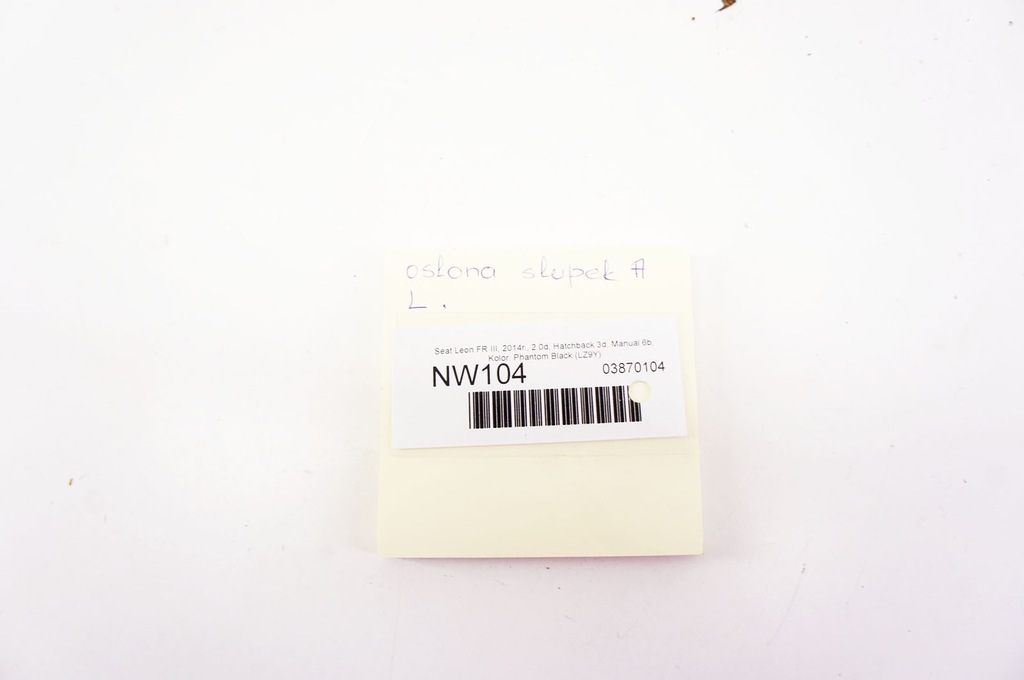 osłona słupek A
L.
Seat Leon FR III, 2014r., 2.0d, Hatchback 3d, Manual 6b,
Kolor: Phantom Black (LZ9Y)
NW104 03870104